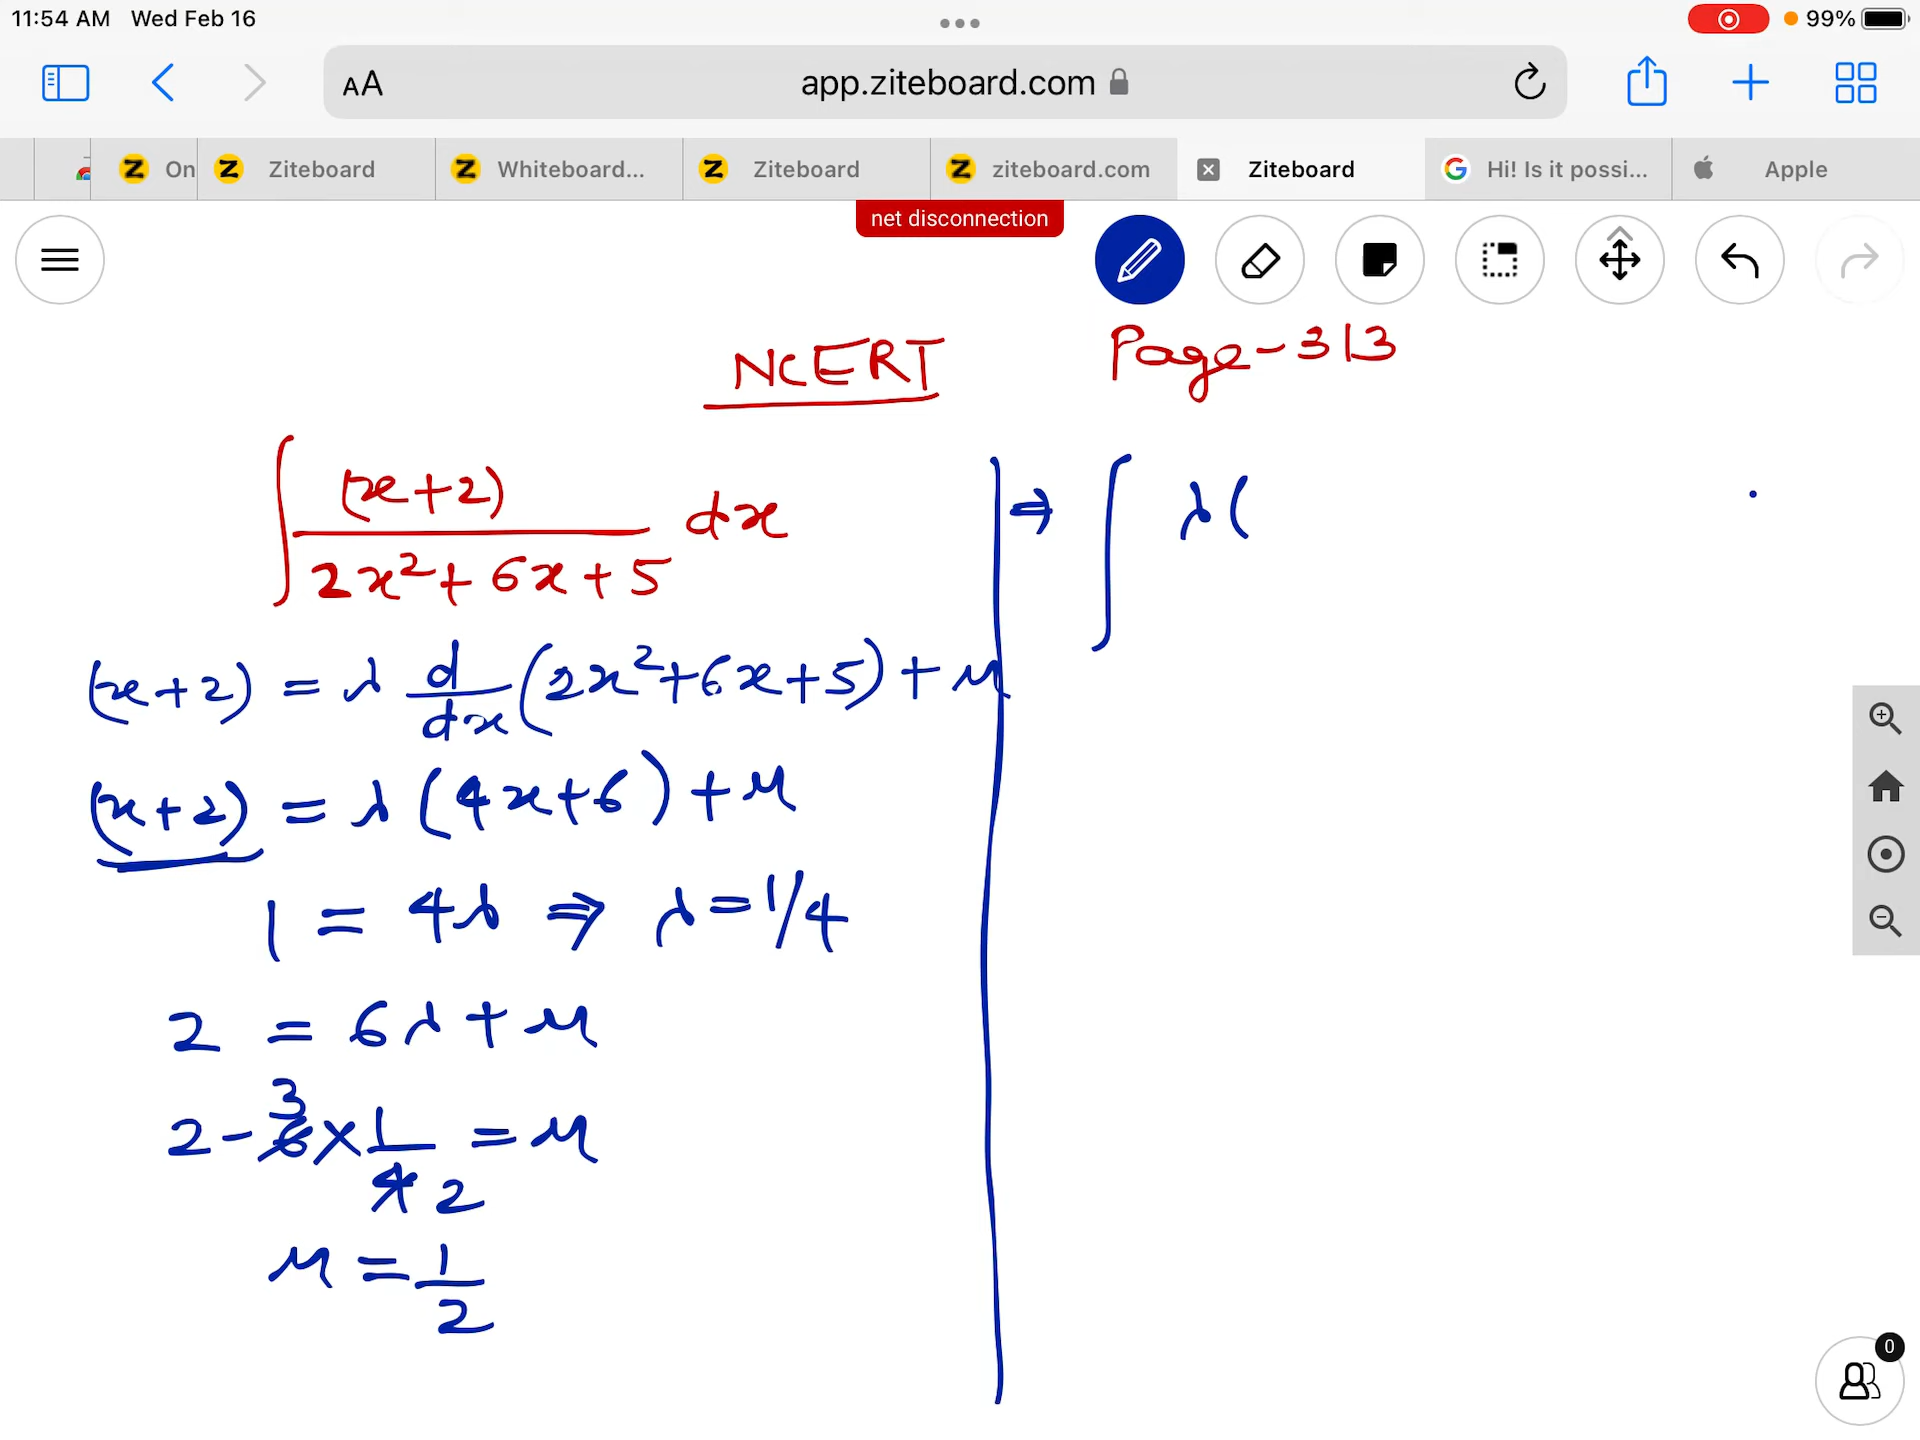 11:54 AM Wed Feb 16 99%
AA app.ziteboard.com
On Ziteboard Whiteboard... Ziteboard ziteboard.com Ziteboard Hi! Is it possi... Apple
net disconnection
NCERT Page-313
∫ (x+2) / (2x²+6x+5) dx
(x+2) = λ d/dx (2x²+6x+5) + μ
(x+2) = λ (4x+6) + μ
1 = 4λ ⇒ λ = 1/4
2 = 6λ + μ
2 - 6 3 × 1/4 2 = μ
μ = 1/2
⇒ ∫ λ(
0